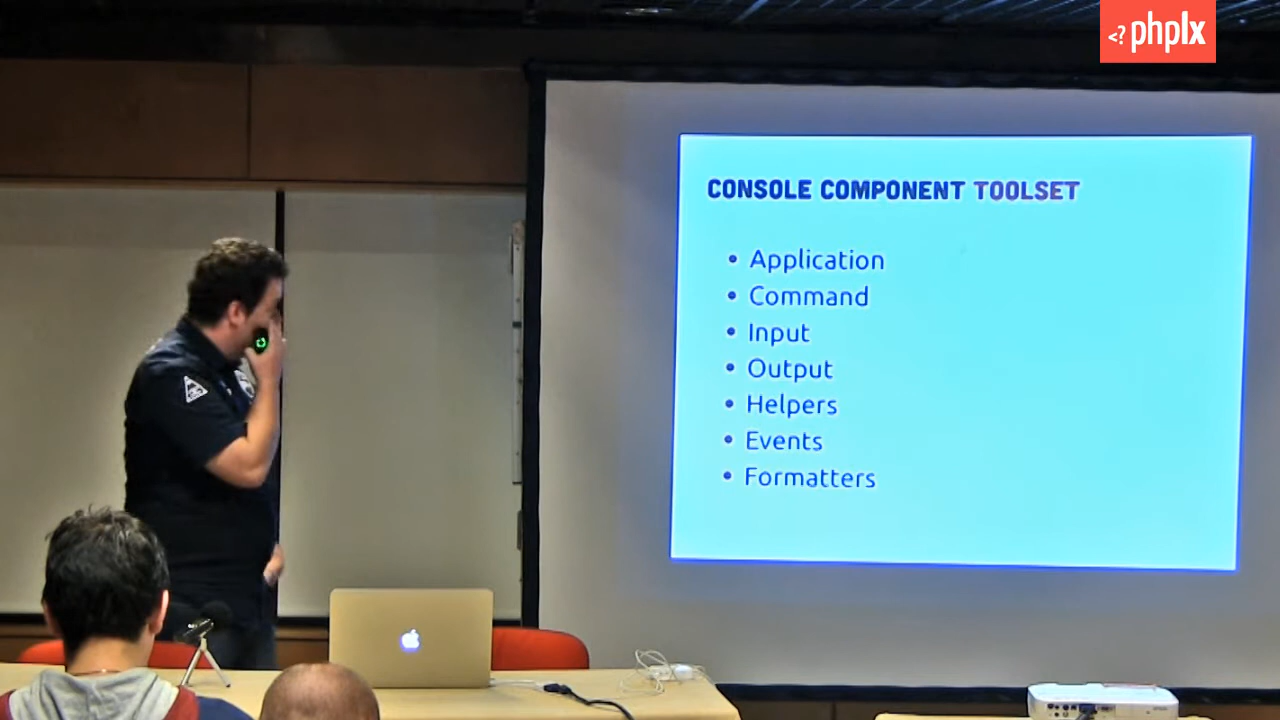 <? phplx
CONSOLE COMPONENT TOOLSET
• Application
• Command
• Input
• Output
• Helpers
• Events
• Formatters